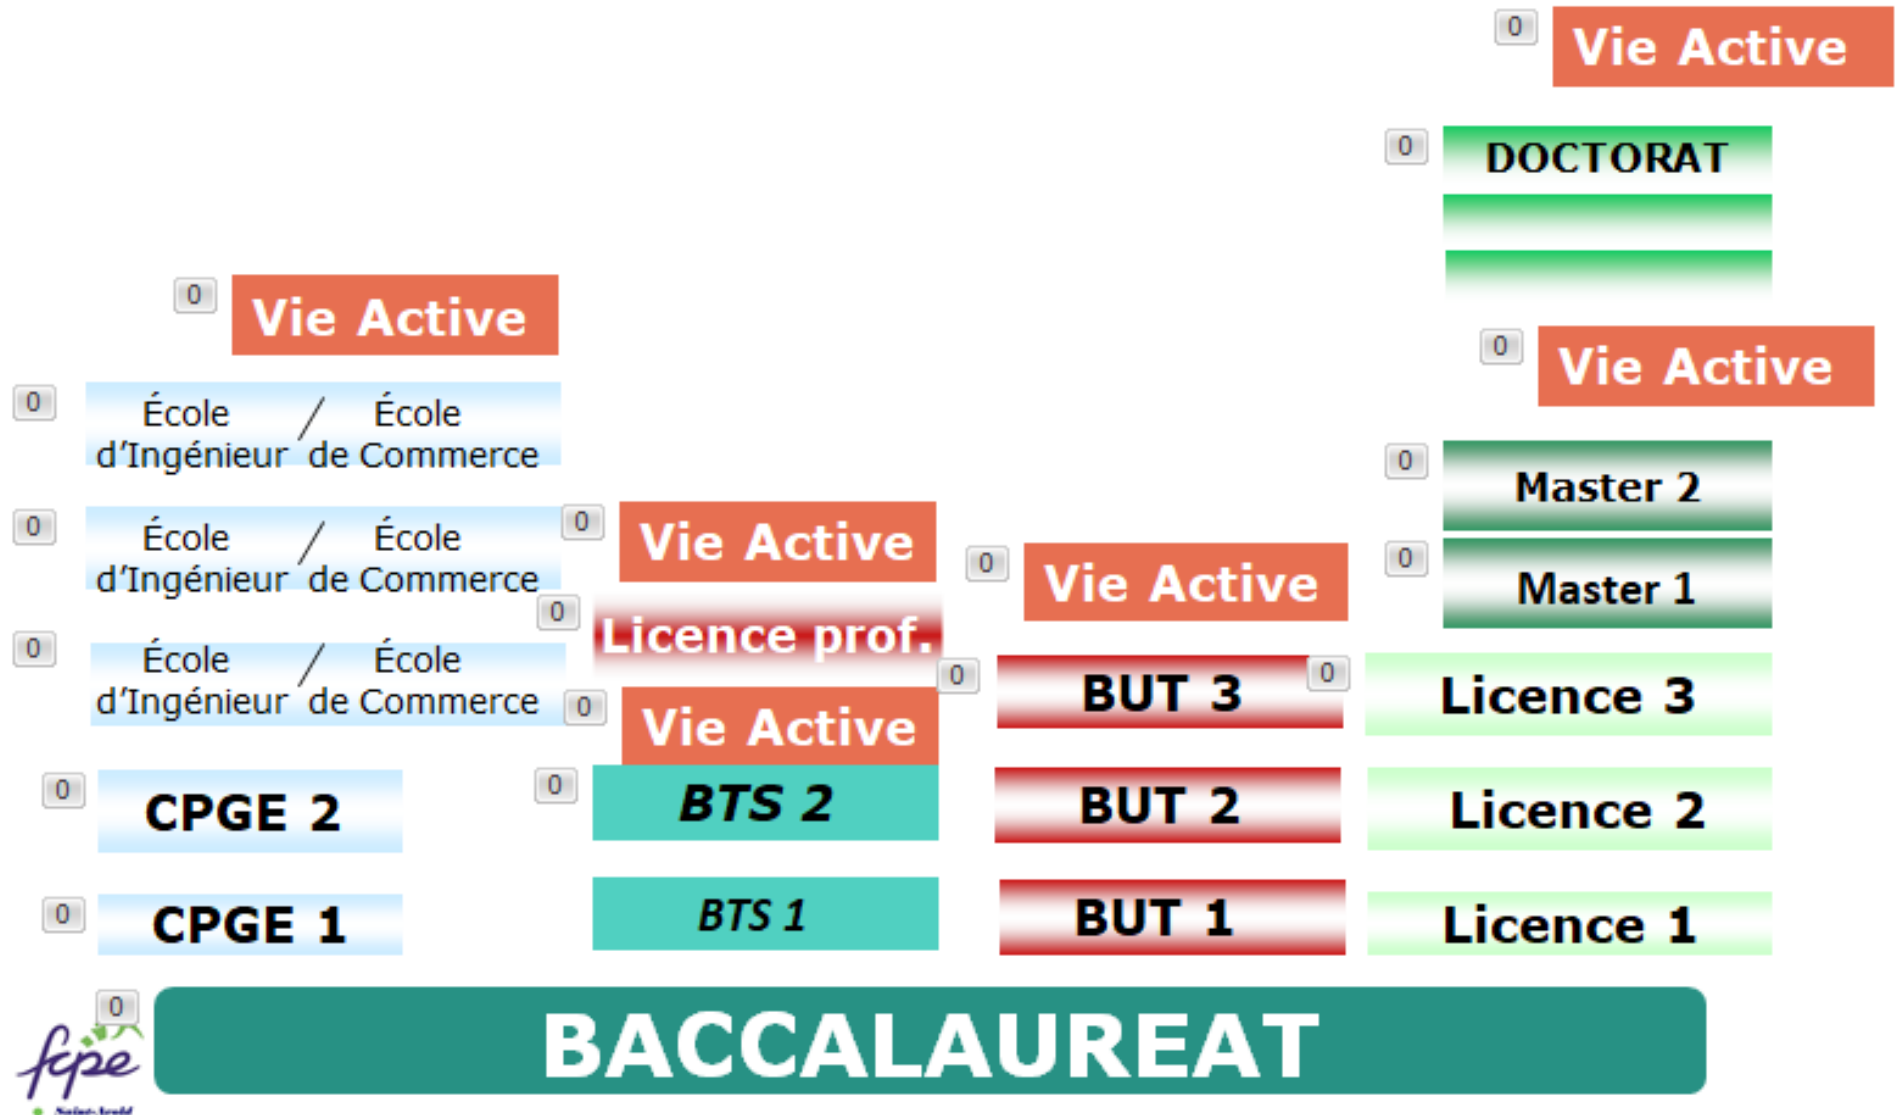 0
Vie Active
0
DOCTORAT
0
Vie Active
0
Vie Active
0
École / École
d'Ingénieur de Commerce
0
Master 2
0
École / École
d'Ingénieur de Commerce
0
Vie Active
0
Vie Active
0
Master 1
0
Licence prof.
0
École / École
d'Ingénieur de Commerce
0
Vie Active
0
BUT 3
0
Licence 3
0
CPGE 2
0
BTS 2
BUT 2
Licence 2
0
CPGE 1
BTS 1
BUT 1
Licence 1
0
BACCALAUREAT
fcpe
Saint-Avold